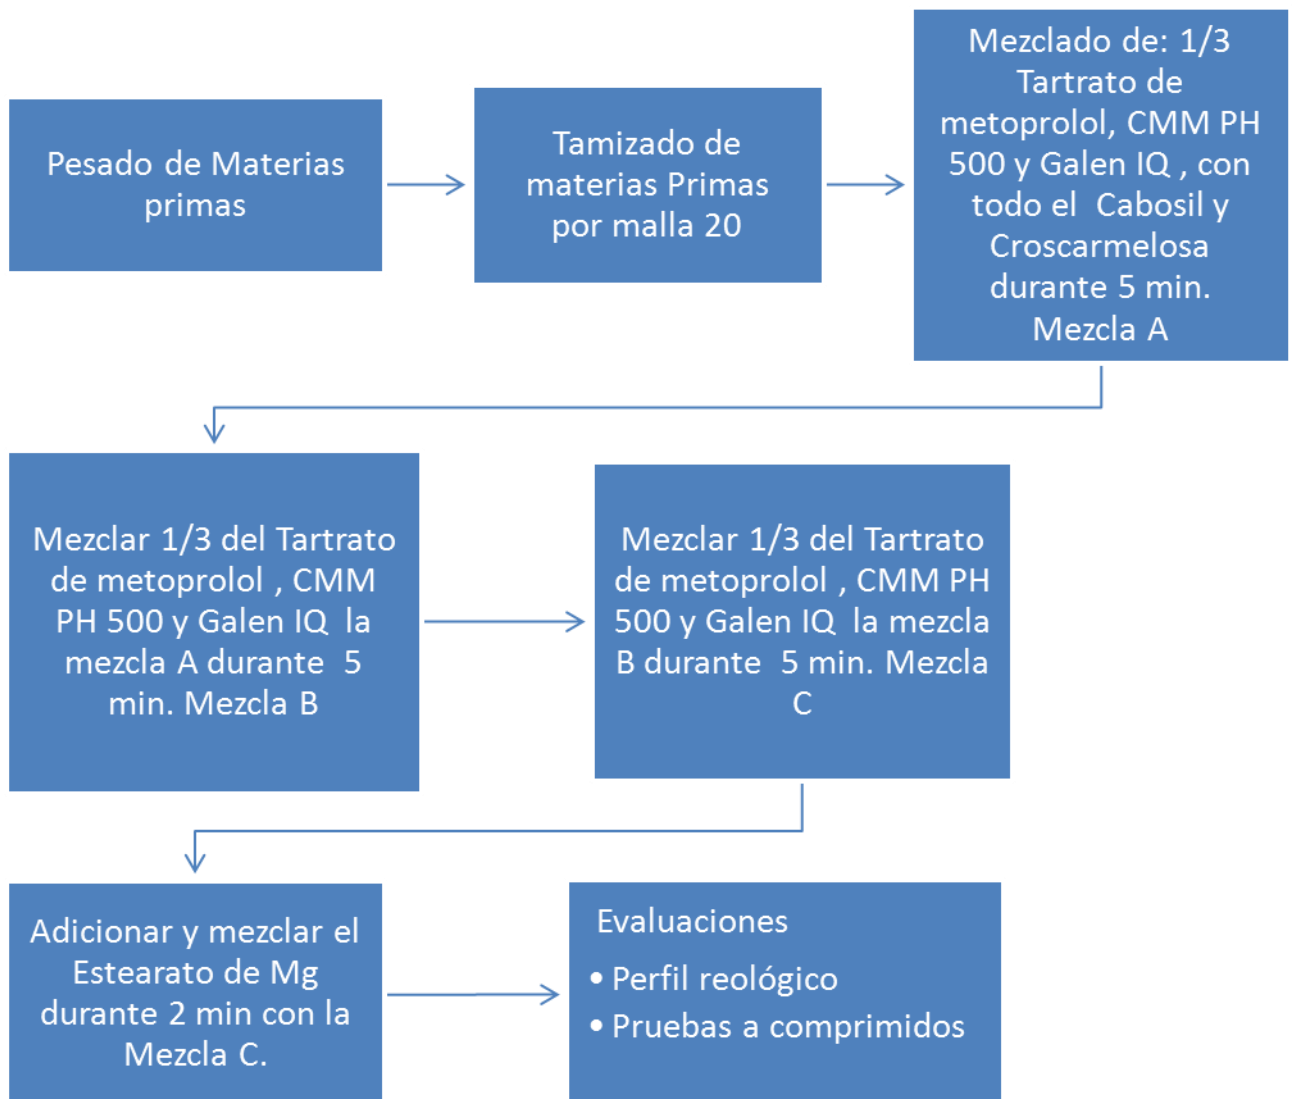 Pesado de Materias
primas
Tamizado de
materias Primas
por malla 20
Mezclado de: 1/3
Tartrato de
metoprolol, CMM PH
500 y Galen IQ , con
todo el Cabosil y
Croscarmelosa
durante 5 min.
Mezcla A
Mezclar 1/3 del Tartrato
de metoprolol , CMM
PH 500 y Galen IQ la
mezcla A durante 5
min. Mezcla B
Mezclar 1/3 del Tartrato
de metoprolol , CMM PH
500 y Galen IQ la mezcla
B durante 5 min. Mezcla
C
Adicionar y mezclar el
Estearato de Mg
durante 2 min con la
Mezcla C.
Evaluaciones
• Perfil reológico
• Pruebas a comprimidos